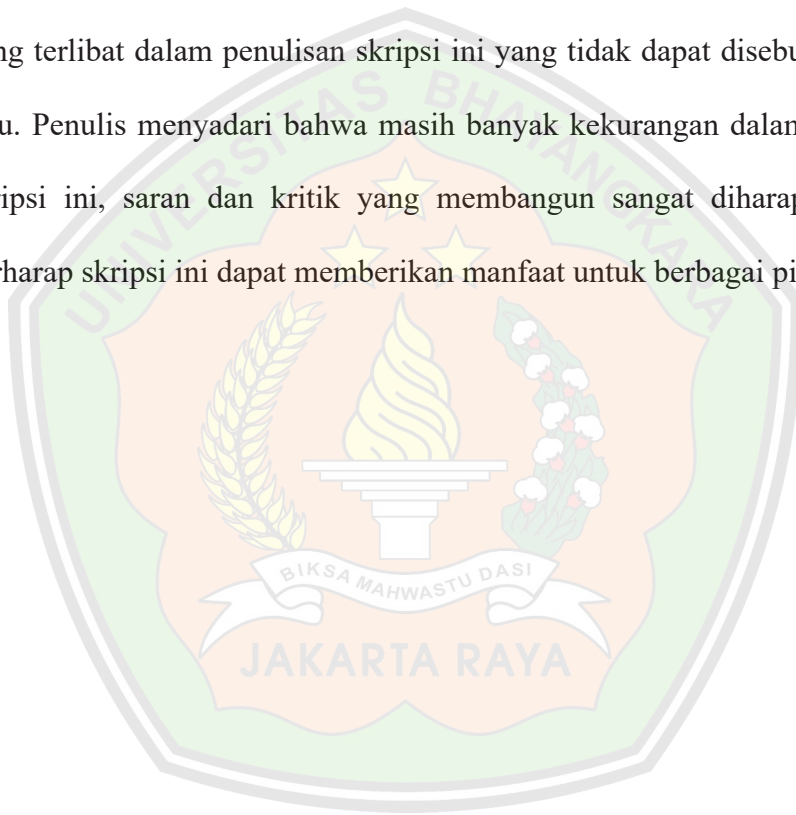 ng terlibat dalam penulisan skripsi ini yang tidak dapat disebu
u. Penulis menyadari bahwa masih banyak kekurangan dalam
ripsi ini, saran dan kritik yang membangun sangat diharap
rharap skripsi ini dapat memberikan manfaat untuk berbagai pi
UNIVERSITAS BHAYANGKARA
BIKSA MAHWASTU DASI
JAKARTA RAYA